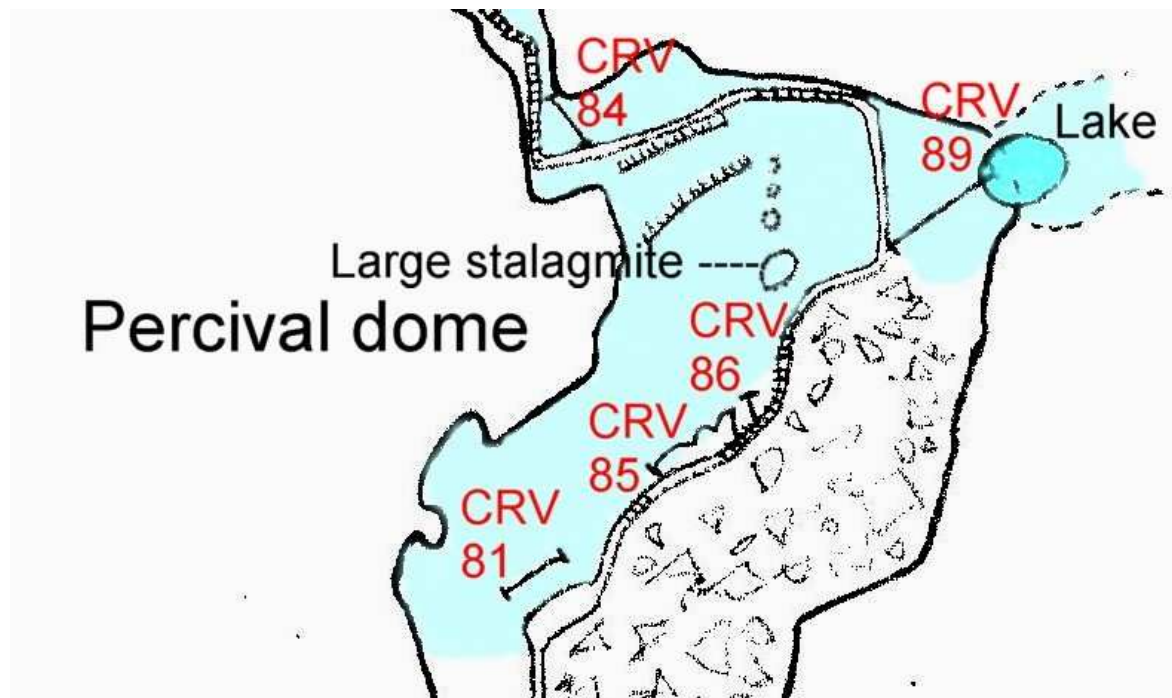 CRV
84
CRV
89
Lake
Large stalagmite
Percival dome
CRV
86
CRV
85
CRV
81